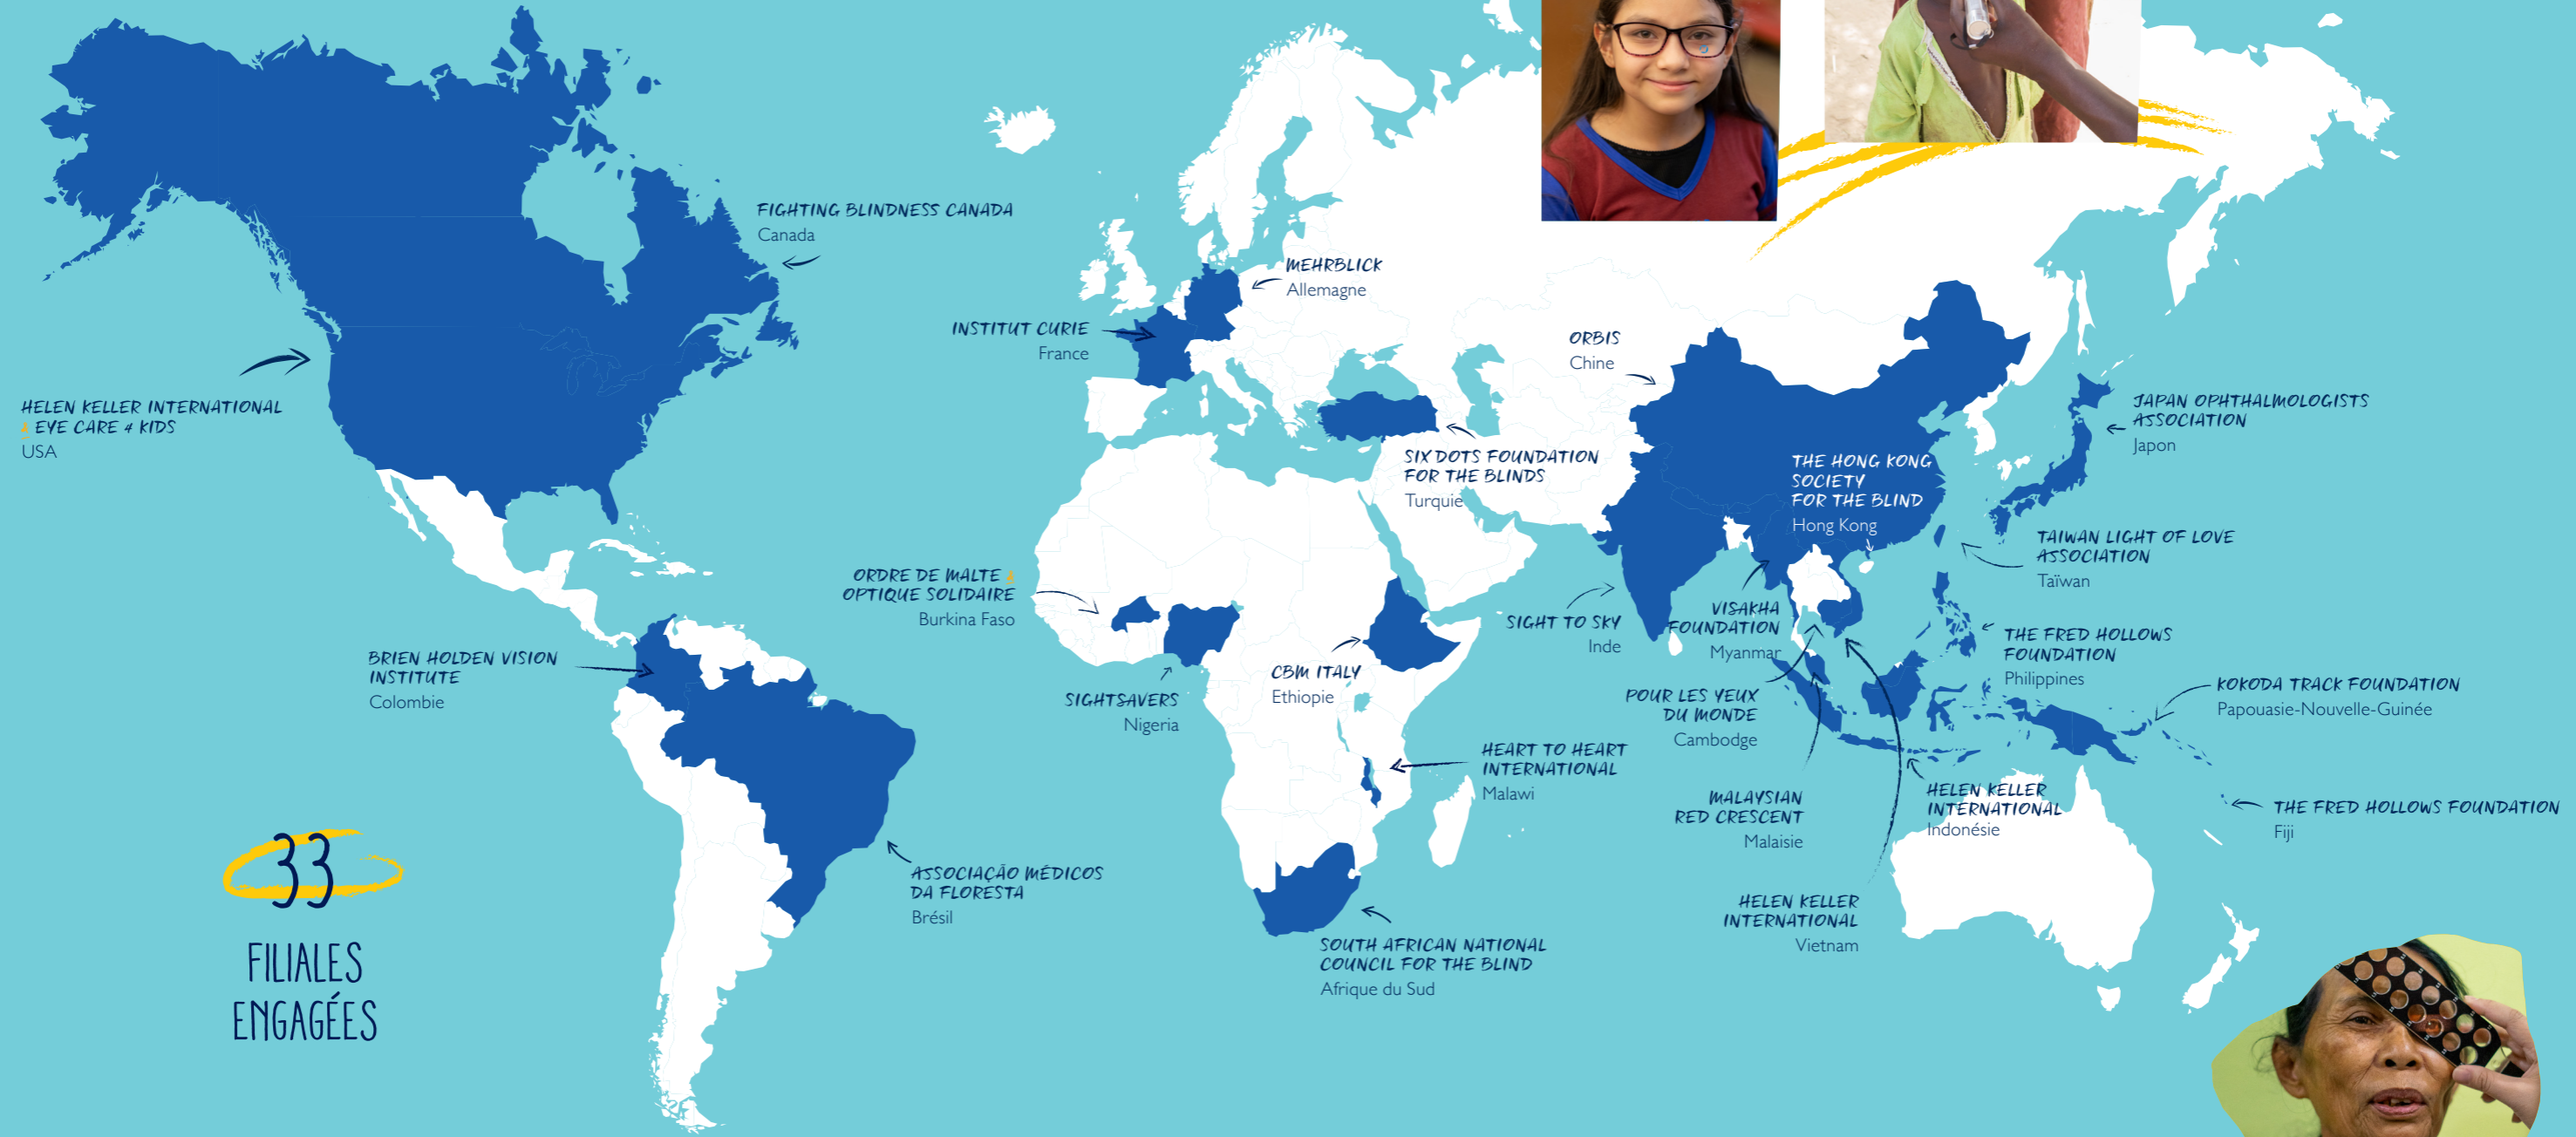 FIGHTING BLINDNESS CANADA
Canada
HELEN KELLER INTERNATIONAL
& EYE CARE 4 KIDS
USA
BRIEN HOLDEN VISION
INSTITUTE
Colombie
ASSOCIAÇÃO MÉDICOS
DA FLORESTA
Brésil
33
FILIALES
ENGAGÉES
MEHRBLICK
Allemagne
INSTITUT CURIE
France
SIX DOTS FOUNDATION
FOR THE BLINDS
Turquie
ORDRE DE MALTE &
OPTIQUE SOLIDAIRE
Burkina Faso
SIGHTSAVERS
Nigeria
CBM ITALY
Ethiopie
HEART TO HEART
INTERNATIONAL
Malawi
SOUTH AFRICAN NATIONAL
COUNCIL FOR THE BLIND
Afrique du Sud
ORBIS
Chine
THE HONG KONG
SOCIETY
FOR THE BLIND
Hong Kong
JAPAN OPHTHALMOLOGISTS
ASSOCIATION
Japon
TAIWAN LIGHT OF LOVE
ASSOCIATION
Taïwan
SIGHT TO SKY
Inde
VISAKHA
FOUNDATION
Myanmar
POUR LES YEUX
DU MONDE
Cambodge
THE FRED HOLLOWS
FOUNDATION
Philippines
KOKODA TRACK FOUNDATION
Papouasie-Nouvelle-Guinée
MALAYSIAN
RED CRESCENT
Malaisie
HELEN KELLER
INTERNATIONAL
Indonésie
THE FRED HOLLOWS FOUNDATION
Fiji
HELEN KELLER
INTERNATIONAL
Vietnam